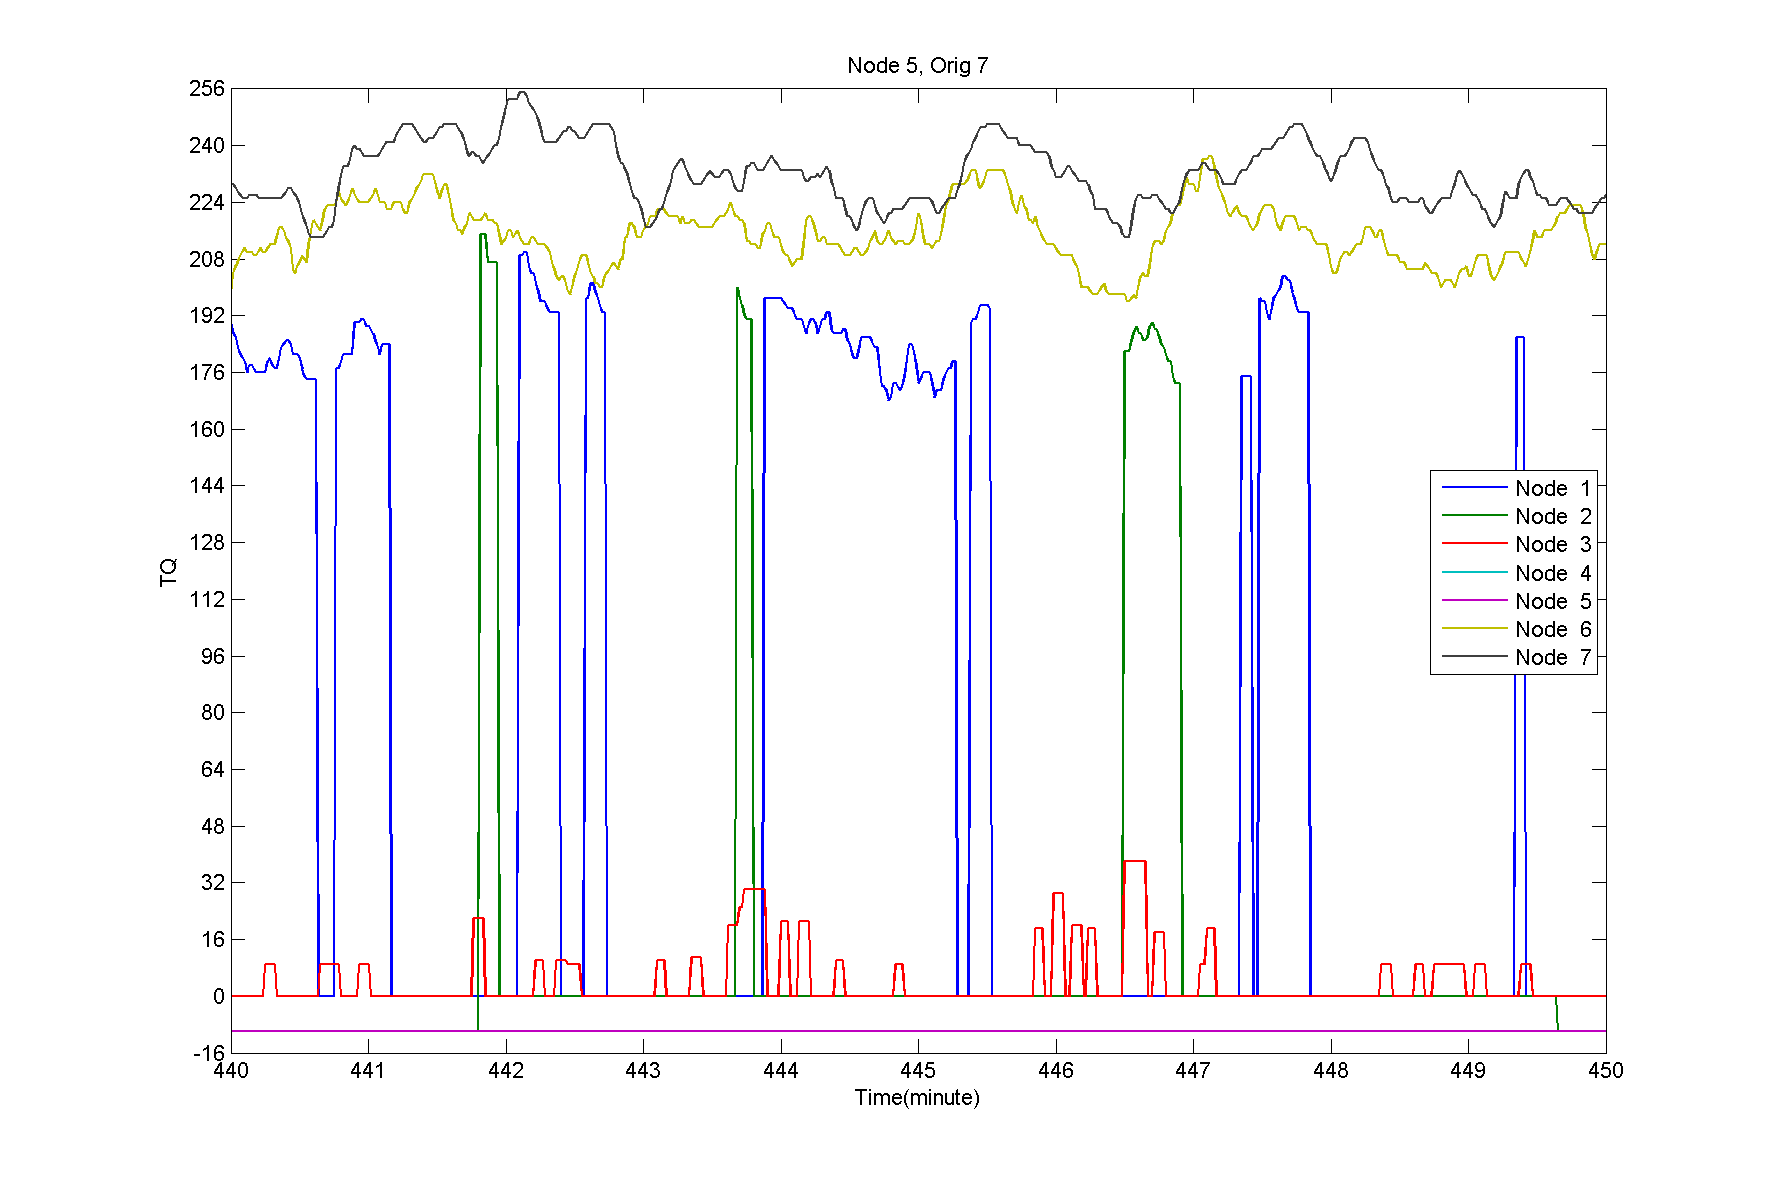 Node 5, Orig 7
256
240
224
208
192
176
160
144
128
112
96
80
64
48
32
16
0
-16
TQ
Node 1
Node 2
Node 3
Node 4
Node 5
Node 6
Node 7
440 441 442 443 444 445 446 447 448 449 450
Time(minute)